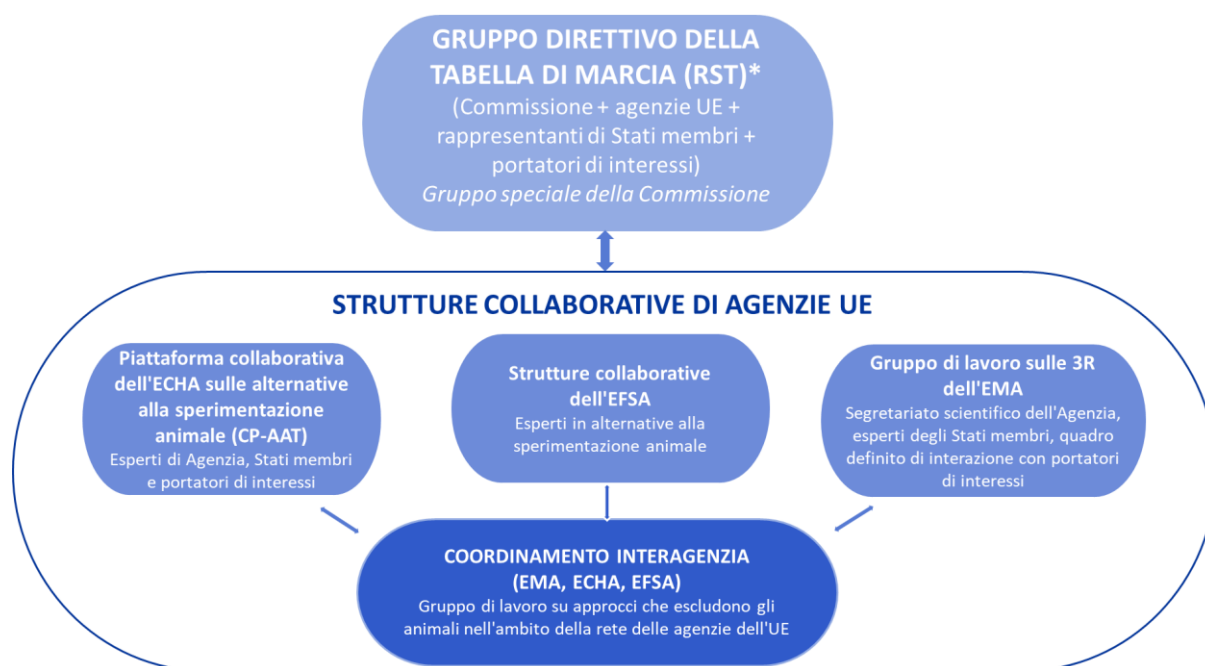 GRUPPO DIRETTIVO DELLA
TABELLA DI MARCIA (RST)*
(Commissione + agenzie UE +
rappresentanti di Stati membri +
portatori di interessi)
Gruppo speciale della Commissione
STRUTTURE COLLABORATIVE DI AGENZIE UE
Piattaforma collaborativa
dell'ECHA sulle alternative
alla sperimentazione
animale (CP-AAT)
Esperti di Agenzia, Stati membri
e portatori di interessi
Strutture collaborative
dell'EFSA
Esperti in alternative alla
sperimentazione animale
Gruppo di lavoro sulle 3R
dell'EMA
Segretariato scientifico dell'Agenzia,
esperti degli Stati membri, quadro
definito di interazione con portatori
di interessi
COORDINAMENTO INTERAGENZIA
(EMA, ECHA, EFSA)
Gruppo di lavoro su approcci che escludono gli
animali nell'ambito della rete delle agenzie dell'UE